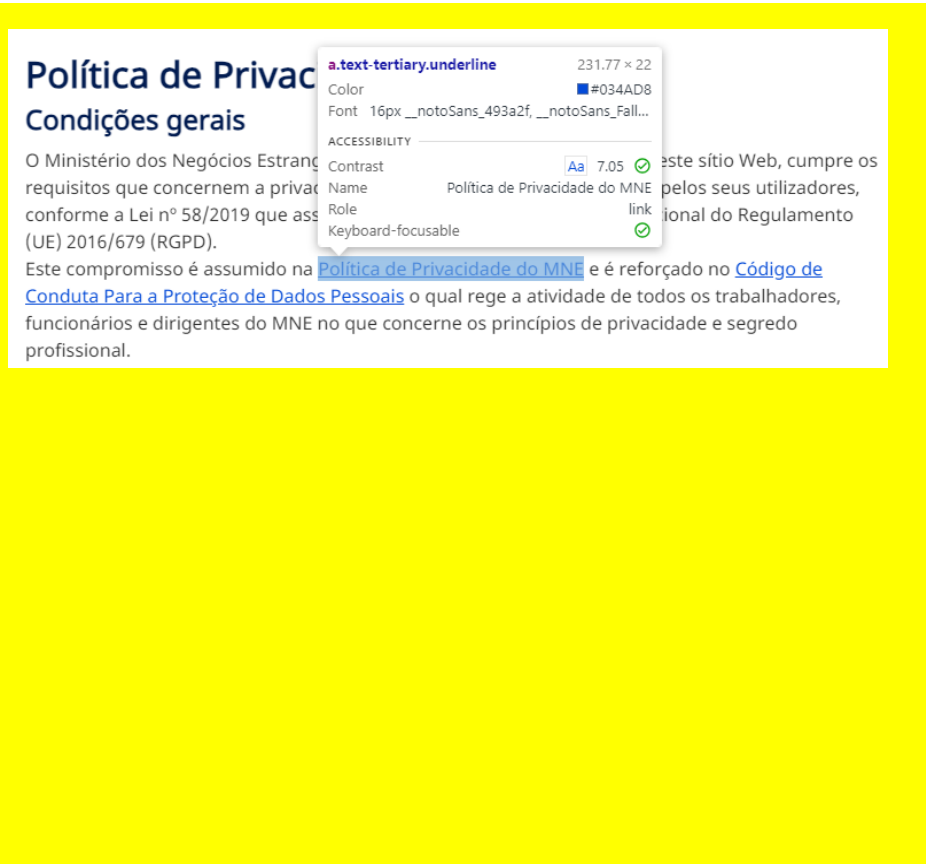 Política de Privac
Condições gerais
O Ministério dos Negócios Estrang este sítio Web, cumpre os
requisitos que concernem a privac pelos seus utilizadores,
conforme a Lei nº 58/2019 que ass ional do Regulamento
(UE) 2016/679 (RGPD).
Este compromisso é assumido na Política de Privacidade do MNE e é reforçado no Código de
Conduta Para a Proteção de Dados Pessoais o qual rege a atividade de todos os trabalhadores,
funcionários e dirigentes do MNE no que concerne os princípios de privacidade e segredo
profissional.
a.text-tertiary.underline 231.77 × 22
Color #034AD8
Font 16px __notoSans_493a2f, __notoSans_Fall...
ACCESSIBILITY
Contrast Aa 7.05
Name Política de Privacidade do MNE
Role link
Keyboard-focusable